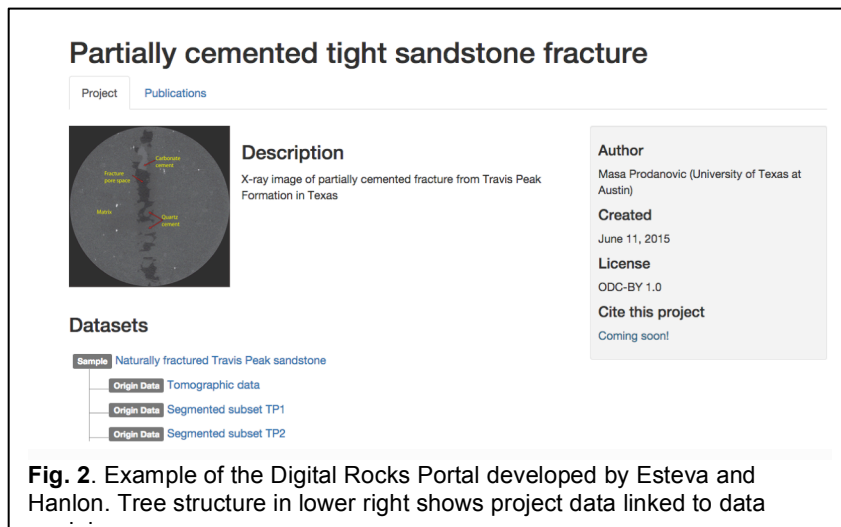 Partially cemented tight sandstone fracture
Project
Publications
Carbonate
cement
Fracture
pore space
Matrix
Quartz
cement
Description
X-ray image of partially cemented fracture from Travis Peak
Formation in Texas
Author
Masa Prodanovic (University of Texas at
Austin)
Created
June 11, 2015
License
ODC-BY 1.0
Cite this project
Coming soon!
Datasets
Sample Naturally fractured Travis Peak sandstone
Origin Data Tomographic data
Origin Data Segmented subset TP1
Origin Data Segmented subset TP2
Fig. 2. Example of the Digital Rocks Portal developed by Esteva and
Hanlon. Tree structure in lower right shows project data linked to data